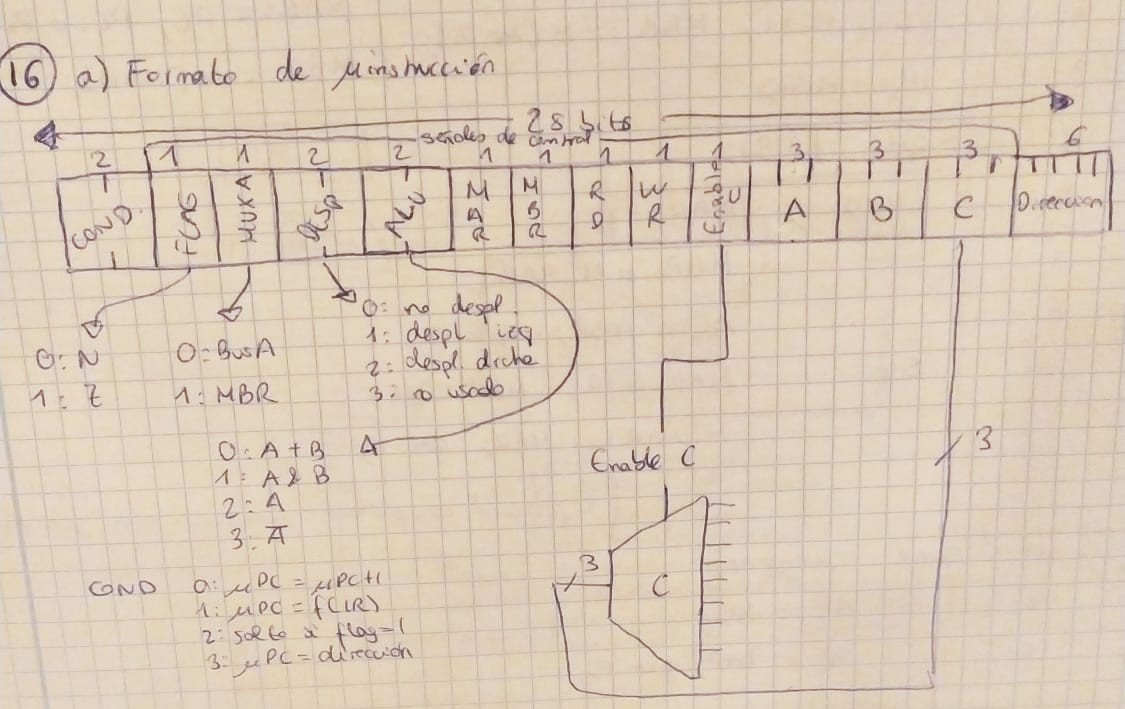 16 a) Formato de μinstrucción
28 bits
señales de control
2 1 1 2 2 1 1 1 1 1 3 3 3 6
COND. FLAG MUXA DESP ALU MAR MBR RD WR Enable C A B C Dirección
0: N
1: Z
0: BusA
1: MBR
0: no despl.
1: despl izq
2: despl. drcha
3: no usado
0: A + B
1: A & B
2: A
3: A̅
Enable C
3
3
C
COND 0: μPC = μPC+1
1: μPC = f(IR)
2: salto si flag=1
3: μPC = dirección